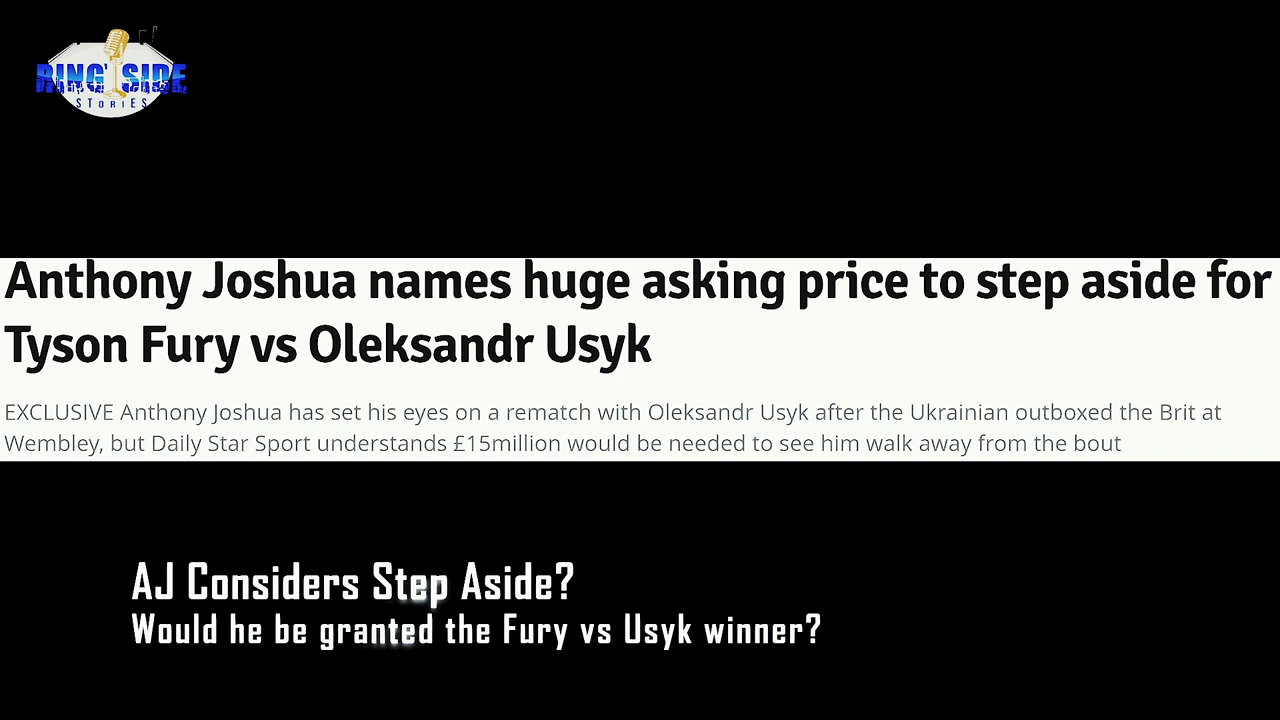 RING SIDE
STORIES
Anthony Joshua names huge asking price to step aside for
Tyson Fury vs Oleksandr Usyk
EXCLUSIVE Anthony Joshua has set his eyes on a rematch with Oleksandr Usyk after the Ukrainian outboxed the Brit at
Wembley, but Daily Star Sport understands £15million would be needed to see him walk away from the bout
AJ Considers Step Aside?
Would he be granted the Fury vs Usyk winner?